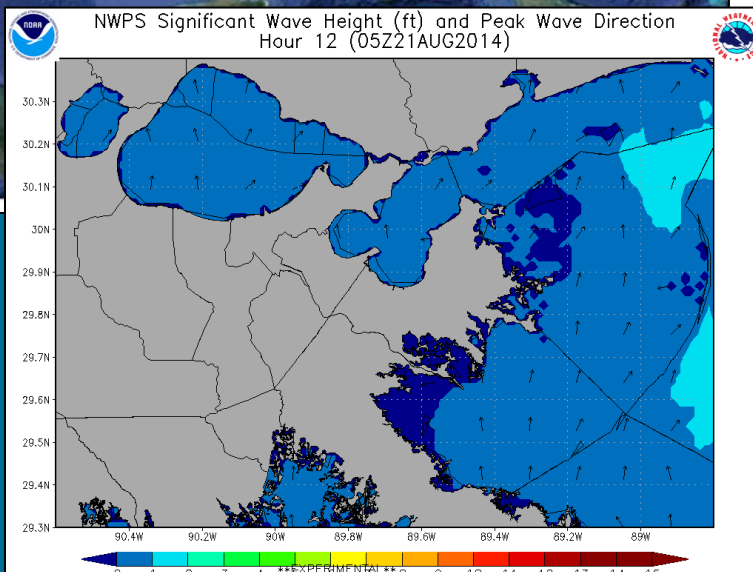 NOAA
NWPS Significant Wave Height (ft) and Peak Wave Direction
Hour 12 (05Z21AUG2014)
30.3N
30.2N
30.1N
30N
29.9N
29.8N
29.7N
29.6N
29.5N
29.4N
29.3N
90.4W 90.2W 90W 89.8W 89.6W 89.4W 89.2W 89W
**EXPERIMENTAL**